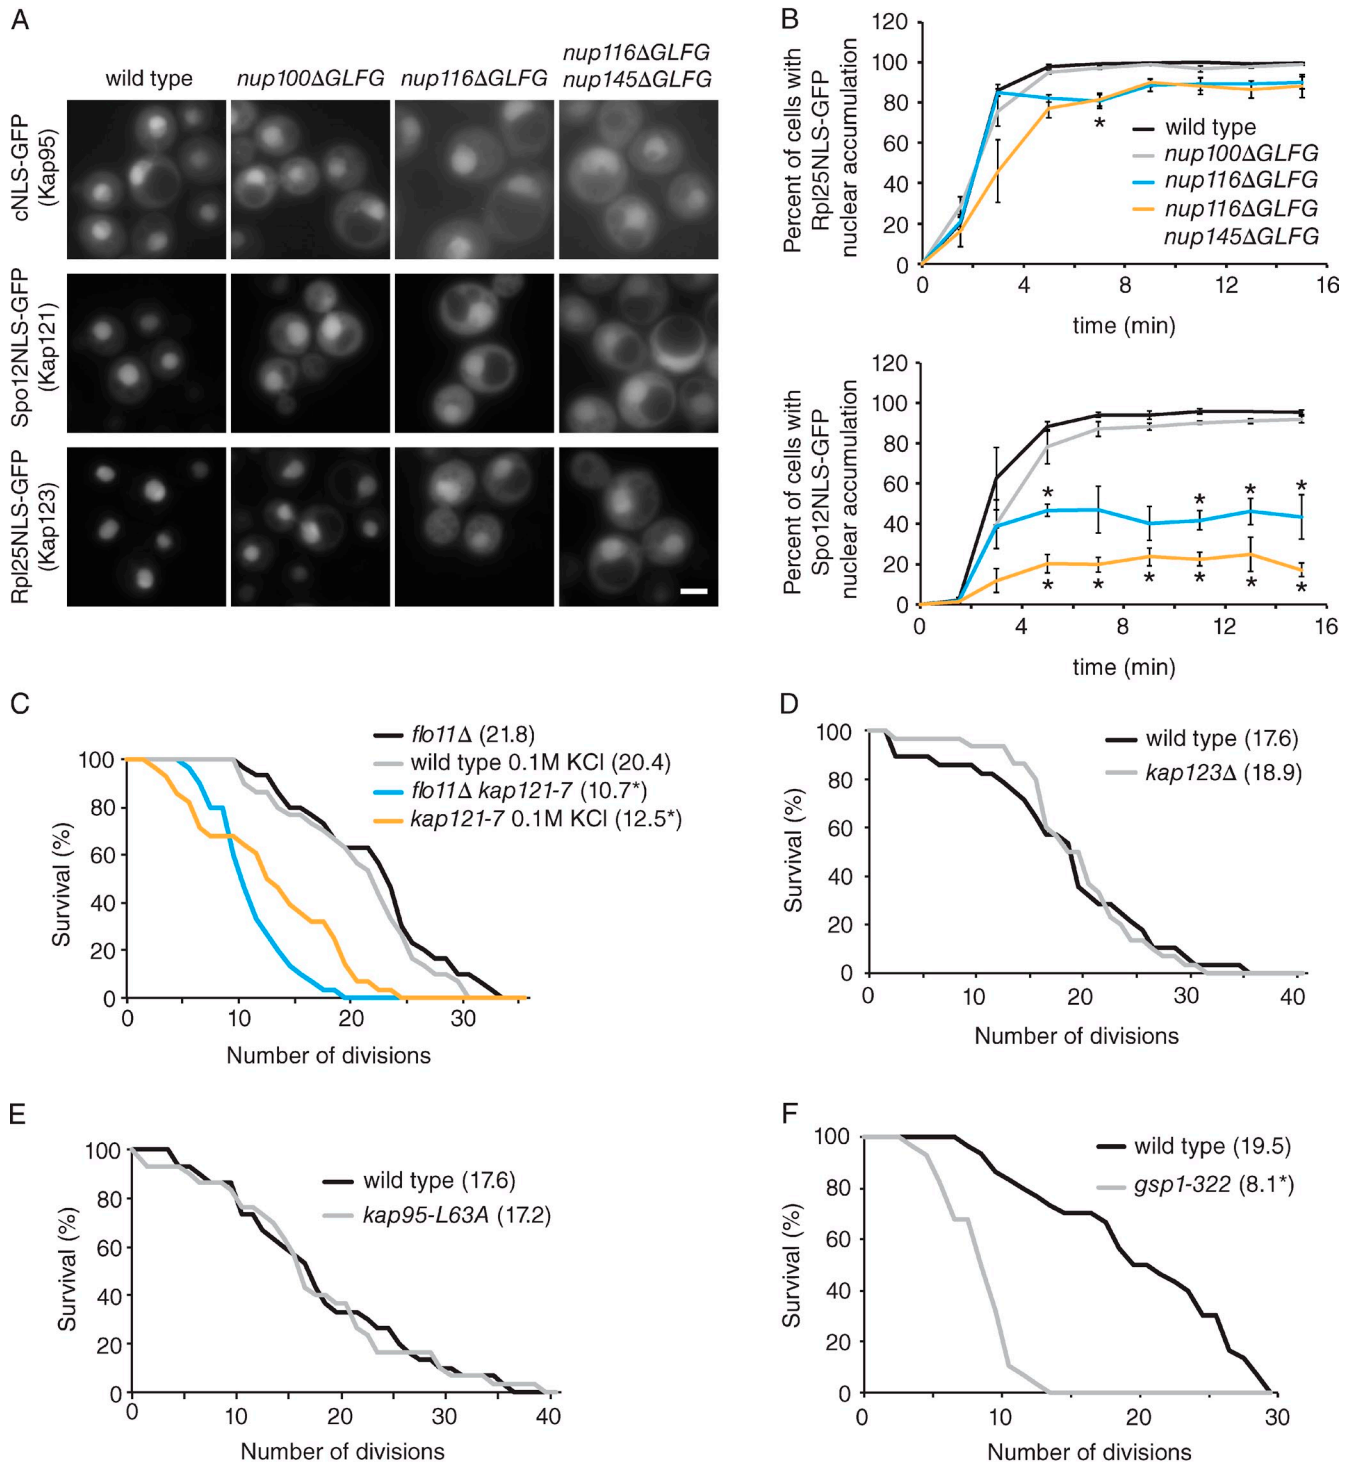 A
wild type
nup100ΔGLFG
nup116ΔGLFG
nup116ΔGLFG
nup145ΔGLFG
cNLS-GFP
(Kap95)
Spo12NLS-GFP
(Kap121)
Rpl25NLS-GFP
(Kap123)
B
Percent of cells with
Rpl25NLS-GFP
nuclear accumulation
120
100
80
60
40
20
0
*
wild type
nup100ΔGLFG
nup116ΔGLFG
nup116ΔGLFG
nup145ΔGLFG
0 4 8 12 16
time (min)
Percent of cells with
Spo12NLS-GFP
nuclear accumulation
120
100
80
60
40
20
0
* * * *
* * * * * *
0 4 8 12 16
time (min)
C
flo11Δ (21.8)
wild type 0.1M KCl (20.4)
flo11Δ kap121-7 (10.7*)
kap121-7 0.1M KCl (12.5*)
Survival (%)
100
80
60
40
20
0
0 10 20 30
Number of divisions
D
wild type (17.6)
kap123Δ (18.9)
Survival (%)
100
80
60
40
20
0
0 10 20 30 40
Number of divisions
E
wild type (17.6)
kap95-L63A (17.2)
Survival (%)
100
80
60
40
20
0
0 10 20 30 40
Number of divisions
F
wild type (19.5)
gsp1-322 (8.1*)
Survival (%)
100
80
60
40
20
0
0 10 20 30
Number of divisions